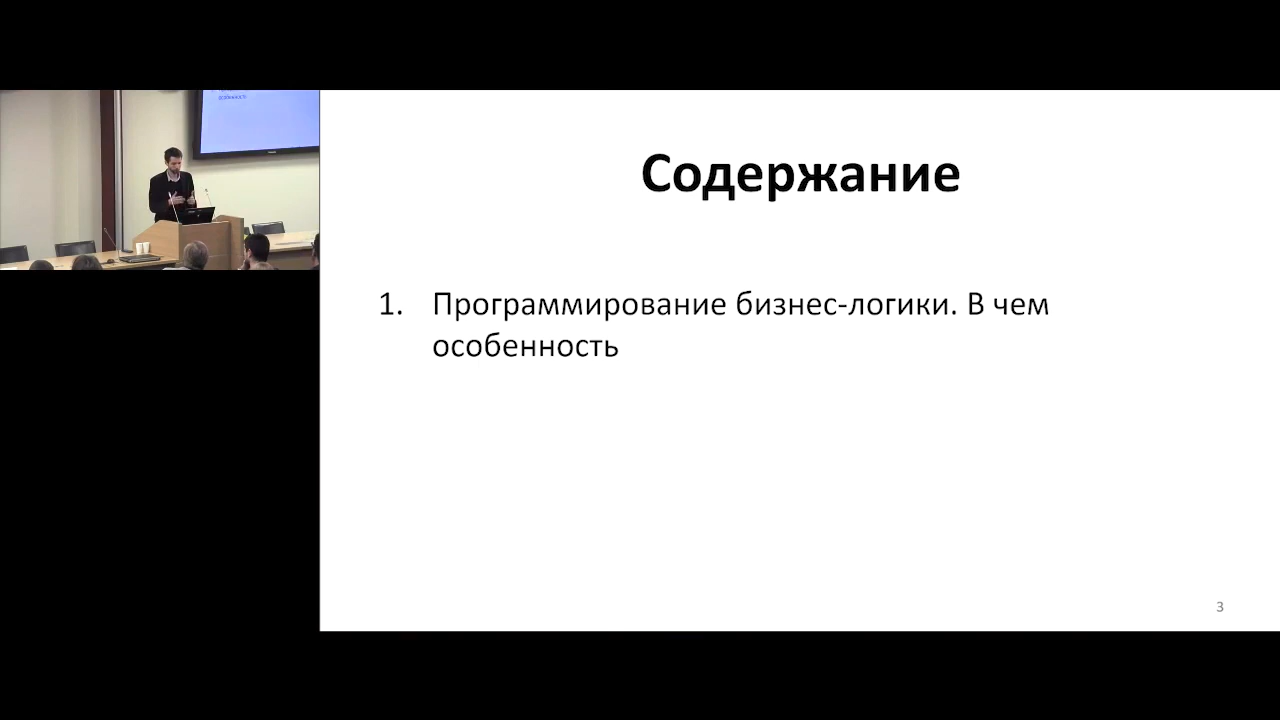 Содержание
1. Программирование бизнес-логики. В чем
особенность
3